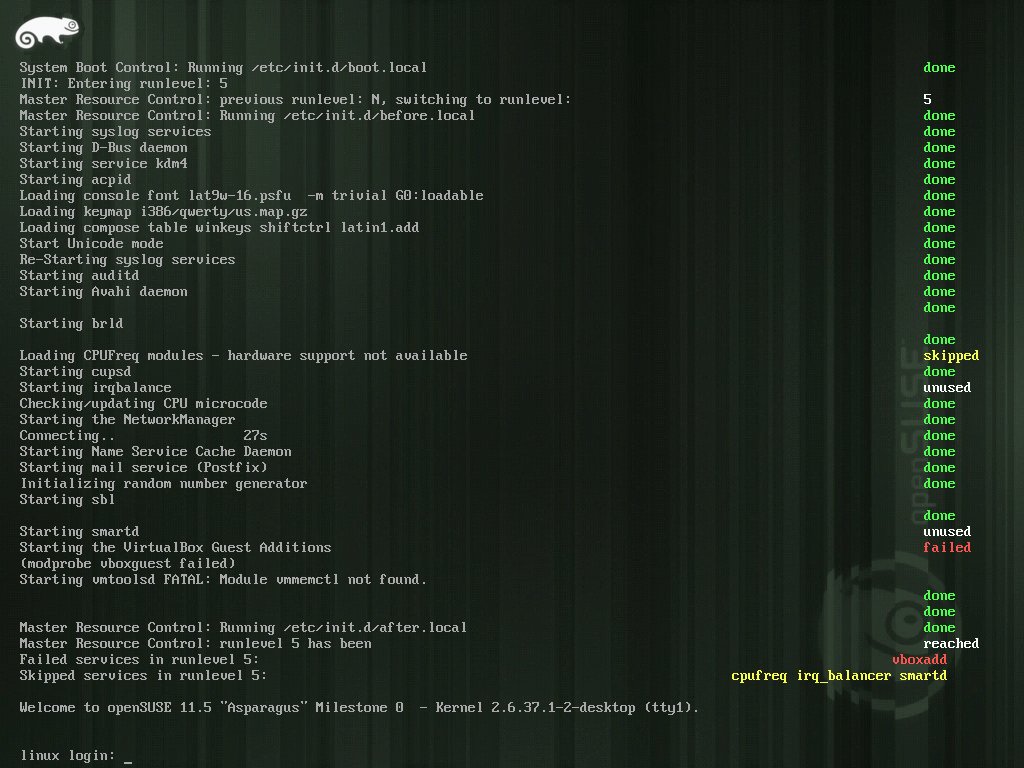 System Boot Control: Running /etc/init.d/boot.local done
INIT: Entering runlevel: 5
Master Resource Control: previous runlevel: N, switching to runlevel: 5
Master Resource Control: Running /etc/init.d/before.local done
Starting syslog services done
Starting D-Bus daemon done
Starting service kdm4 done
Starting acpid done
Loading console font lat9w-16.psfu  -m trivial G0:loadable done
Loading keymap i386/qwerty/us.map.gz done
Loading compose table winkeys shiftctrl latin1.add done
Start Unicode mode done
Re-Starting syslog services done
Starting auditd done
Starting Avahi daemon done
done
Starting brld
done
Loading CPUFreq modules - hardware support not available skipped
Starting cupsd done
Starting irqbalance unused
Checking/updating CPU microcode done
Starting the NetworkManager done
Connecting.. 27s done
Starting Name Service Cache Daemon done
Starting mail service (Postfix) done
Initializing random number generator done
Starting sbl
done
Starting smartd unused
Starting the VirtualBox Guest Additions failed
(modprobe vboxguest failed)
Starting vmtoolsd FATAL: Module vmmemctl not found.
done
done
Master Resource Control: Running /etc/init.d/after.local done
Master Resource Control: runlevel 5 has been reached
Failed services in runlevel 5: vboxadd
Skipped services in runlevel 5: cpufreq irq_balancer smartd
Welcome to openSUSE 11.5 "Asparagus" Milestone 0  - Kernel 2.6.37.1-2-desktop (tty1).
linux login: _
openSUSE